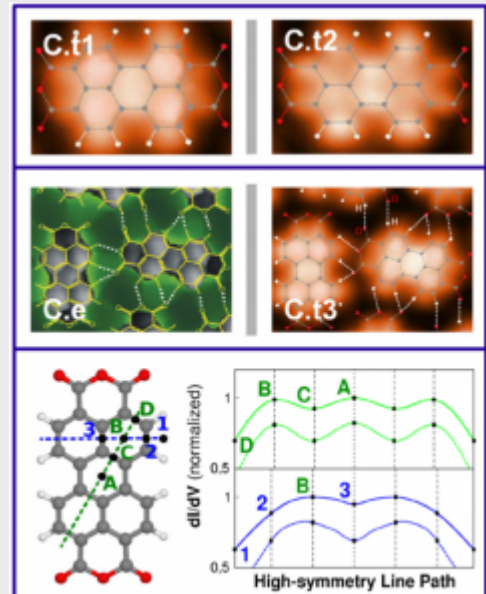 C.t1
C.t2
C.e
C.t3
H
O
O
H
dI/dV (normalized)
1
0.5
1
0.5
B
C
A
D
B
2
3
1
D
1
3
B
2
C
A
High-symmetry Line Path